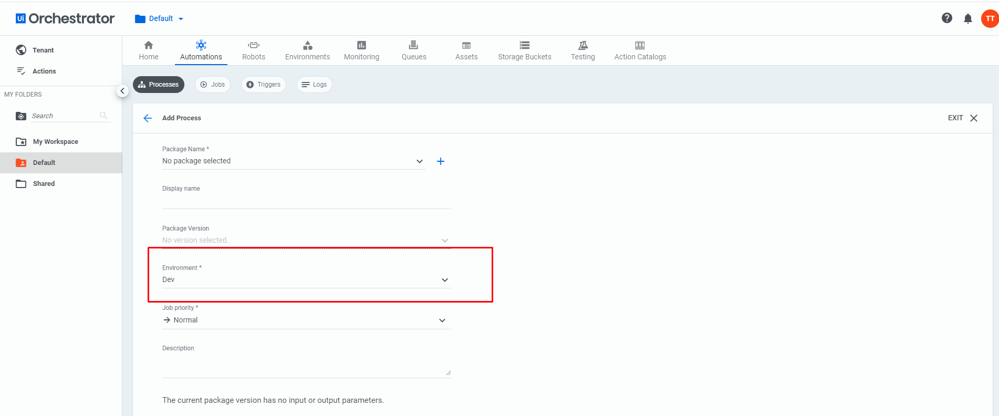 Ui Orchestrator
Default
TT
Tenant
Actions
MY FOLDERS
Search
My Workspace
Default
Shared
Home
Automations
Robots
Environments
Monitoring
Queues
Assets
Storage Buckets
Testing
Action Catalogs
Processes
Jobs
Triggers
Logs
Add Process
EXIT
Package Name *
No package selected
Display name
Package Version
No version selected.
Environment *
Dev
Job priority *
Normal
Description
The current package version has no input or output parameters.